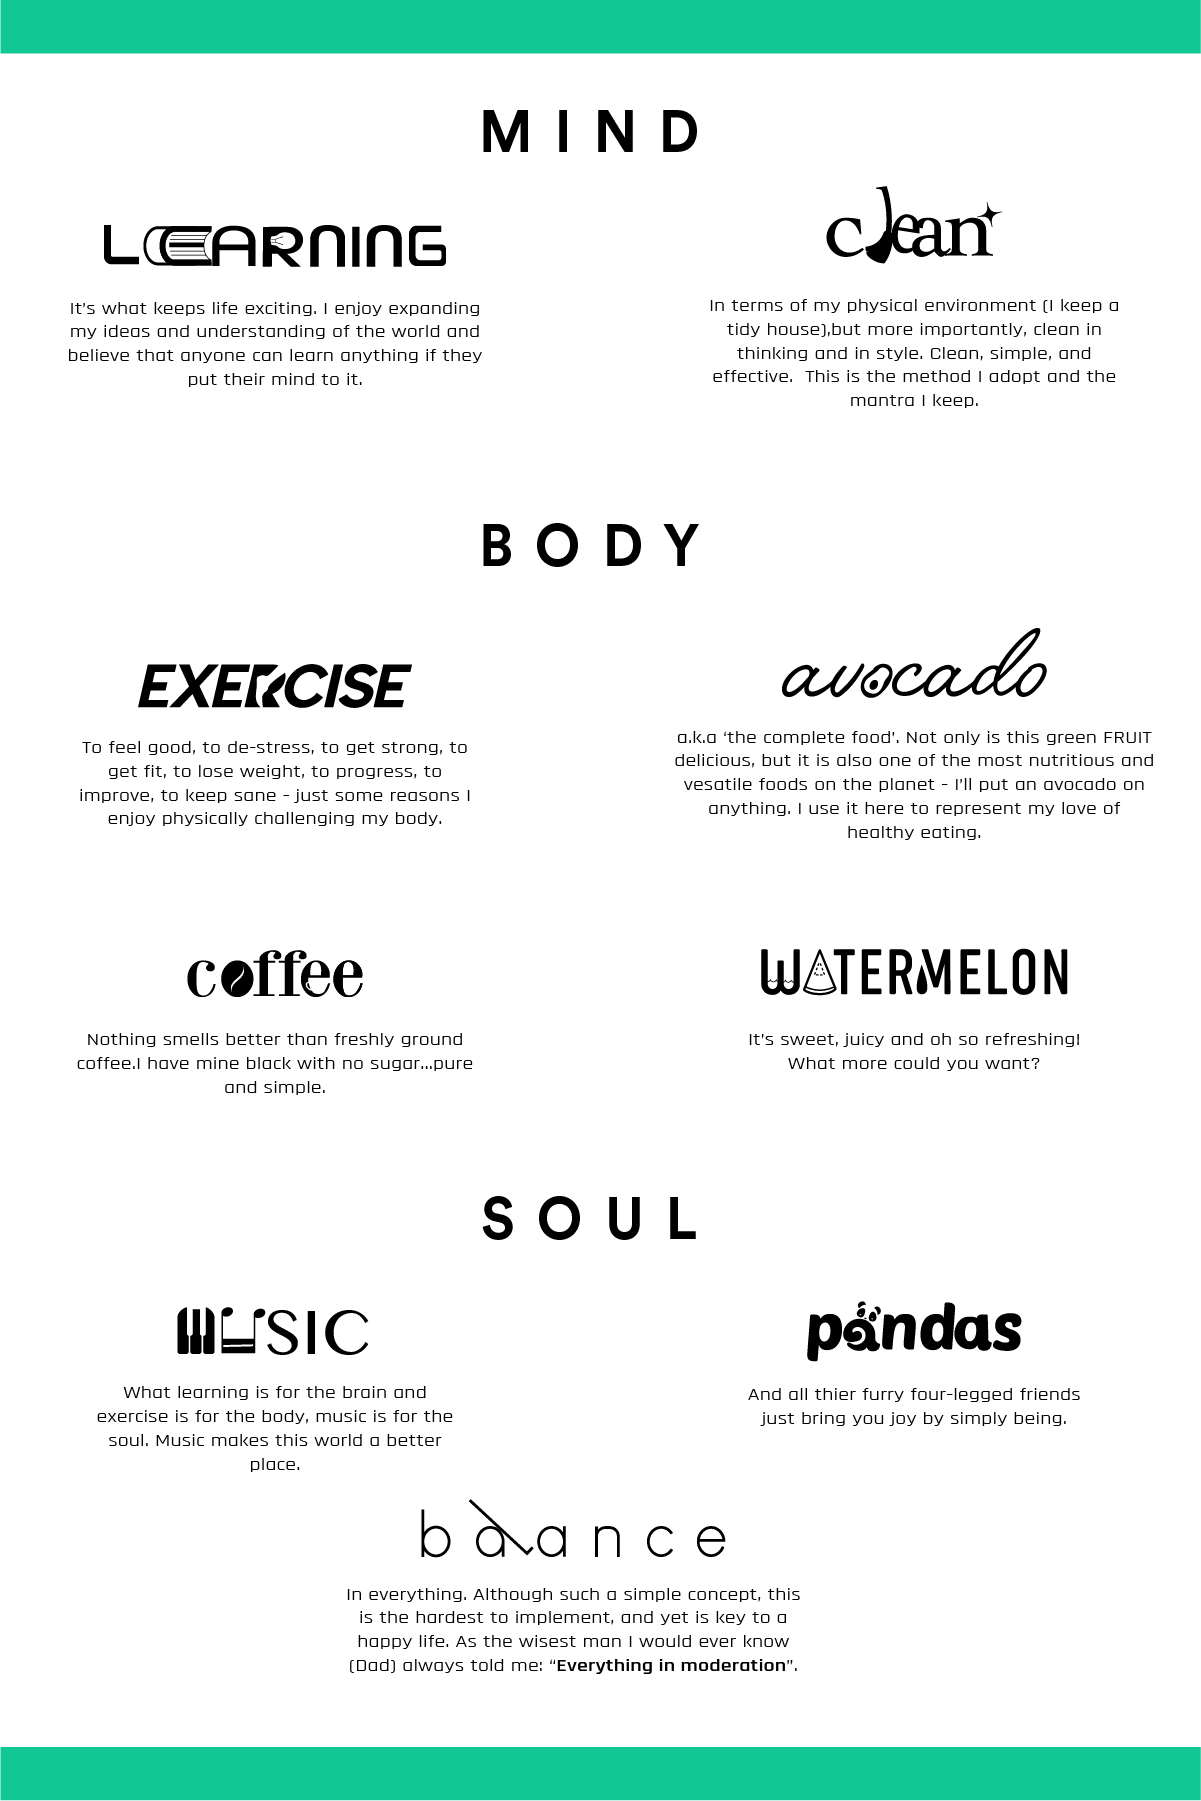 MIND
LEARNING
It's what keeps life exciting. I enjoy expanding
my ideas and understanding of the world and
believe that anyone can learn anything if they
put their mind to it.
clean
In terms of my physical environment (I keep a
tidy house),but more importantly, clean in
thinking and in style. Clean, simple, and
effective.  This is the method I adopt and the
mantra I keep.
BODY
EXERCISE
To feel good, to de-stress, to get strong, to
get fit, to lose weight, to progress, to
improve, to keep sane - just some reasons I
enjoy physically challenging my body.
avocado
a.k.a ‘the complete food’. Not only is this green FRUIT
delicious, but it is also one of the most nutritious and
vesatile foods on the planet - I’ll put an avocado on
anything. I use it here to represent my love of
healthy eating.
coffee
Nothing smells better than freshly ground
coffee.I have mine black with no sugar...pure
and simple.
WATERMELON
It's sweet, juicy and oh so refreshing!
What more could you want?
SOUL
MUSIC
What learning is for the brain and
exercise is for the body, music is for the
soul. Music makes this world a better
place.
pandas
And all thier furry four-legged friends
just bring you joy by simply being.
balance
In everything. Although such a simple concept, this
is the hardest to implement, and yet is key to a
happy life. As the wisest man I would ever know
(Dad) always told me: “Everything in moderation”.